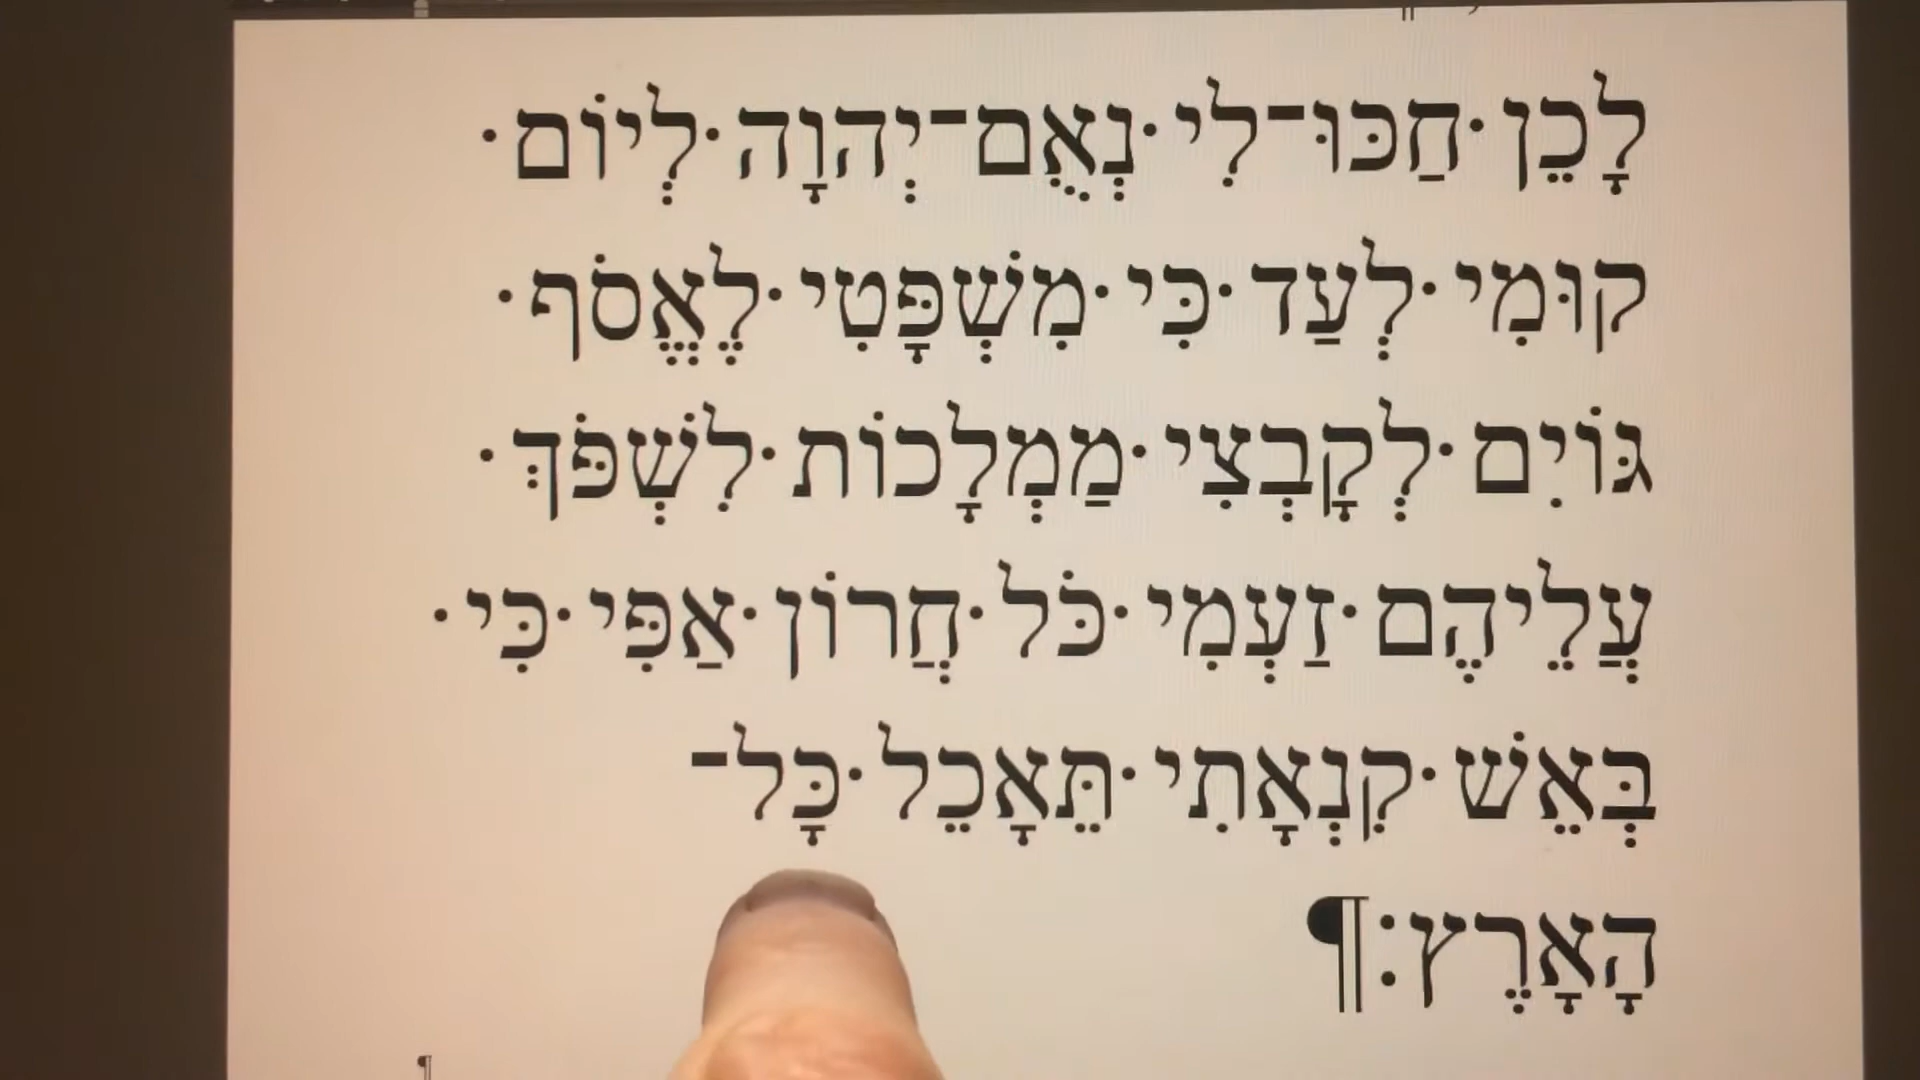 לָכֵן חַכּוּ־לִי נְאֻם־יְהוָה לְיוֹם
קוּמִי לְעַד כִּי מִשְׁפָּטִי לֶאֱסֹף
גּוֹיִם לְקָבְצִי מַמְלָכוֹת לִשְׁפֹּךְ
עֲלֵיהֶם זַעְמִי כֹּל חֲרוֹן אַפִּי כִּי
בְּאֵשׁ קִנְאָתִי תֵּאָכֵל כָּל־
הָאָרֶץ׃¶